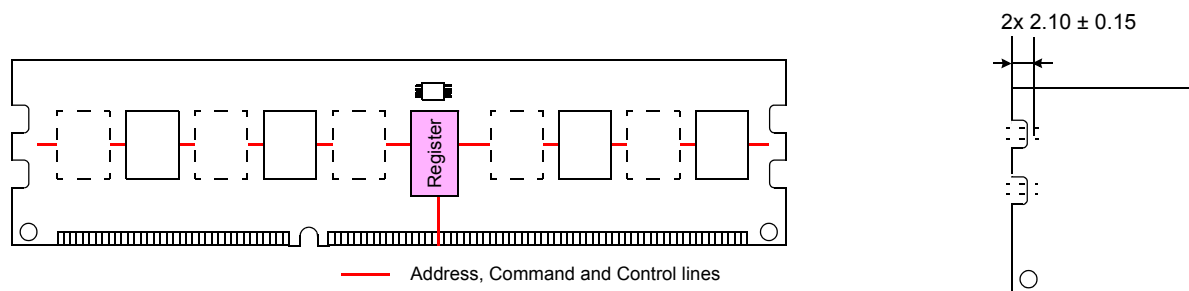 2x 2.10 ± 0.15
Register
Address, Command and Control lines